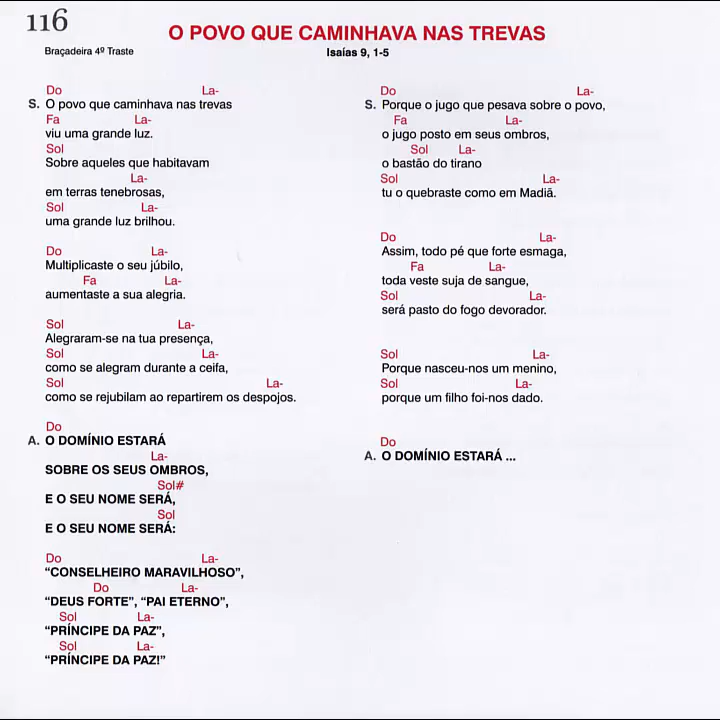 116
O POVO QUE CAMINHAVA NAS TREVAS
Braçadeira 4º Traste
Isaías 9, 1-5
Do La-
S. O povo que caminhava nas trevas
Fa La-
viu uma grande luz.
Sol
Sobre aqueles que habitavam
La-
em terras tenebrosas,
Sol La-
uma grande luz brilhou.
Do La-
Multiplicaste o seu júbilo,
Fa La-
aumentaste a sua alegria.
Sol La-
Alegraram-se na tua presença,
Sol La-
como se alegram durante a ceifa,
Sol La-
como se rejubilam ao repartirem os despojos.
Do
A. O DOMÍNIO ESTARÁ
La-
SOBRE OS SEUS OMBROS,
Sol#
E O SEU NOME SERÁ,
Sol
E O SEU NOME SERÁ:
Do La-
“CONSELHEIRO MARAVILHOSO”,
Do La-
“DEUS FORTE”, “PAI ETERNO”,
Sol La-
“PRÍNCIPE DA PAZ”,
Sol La-
“PRÍNCIPE DA PAZ!”
Do La-
S. Porque o jugo que pesava sobre o povo,
Fa La-
o jugo posto em seus ombros,
Sol La-
o bastão do tirano
Sol La-
tu o quebraste como em Madiã.
Do La-
Assim, todo pé que forte esmaga,
Fa La-
toda veste suja de sangue,
Sol La-
será pasto do fogo devorador.
Sol La-
Porque nasceu-nos um menino,
Sol La-
porque um filho foi-nos dado.
Do
A. O DOMÍNIO ESTARÁ ...